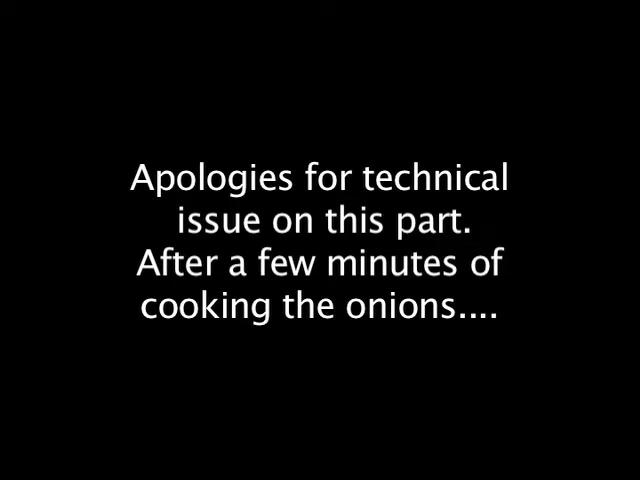 Apologies for technical
issue on this part.
After a few minutes of
cooking the onions....